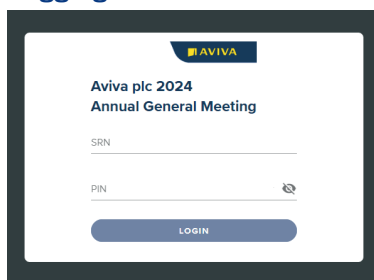 AVIVA
Aviva plc 2024
Annual General Meeting
SRN
PIN
LOGIN